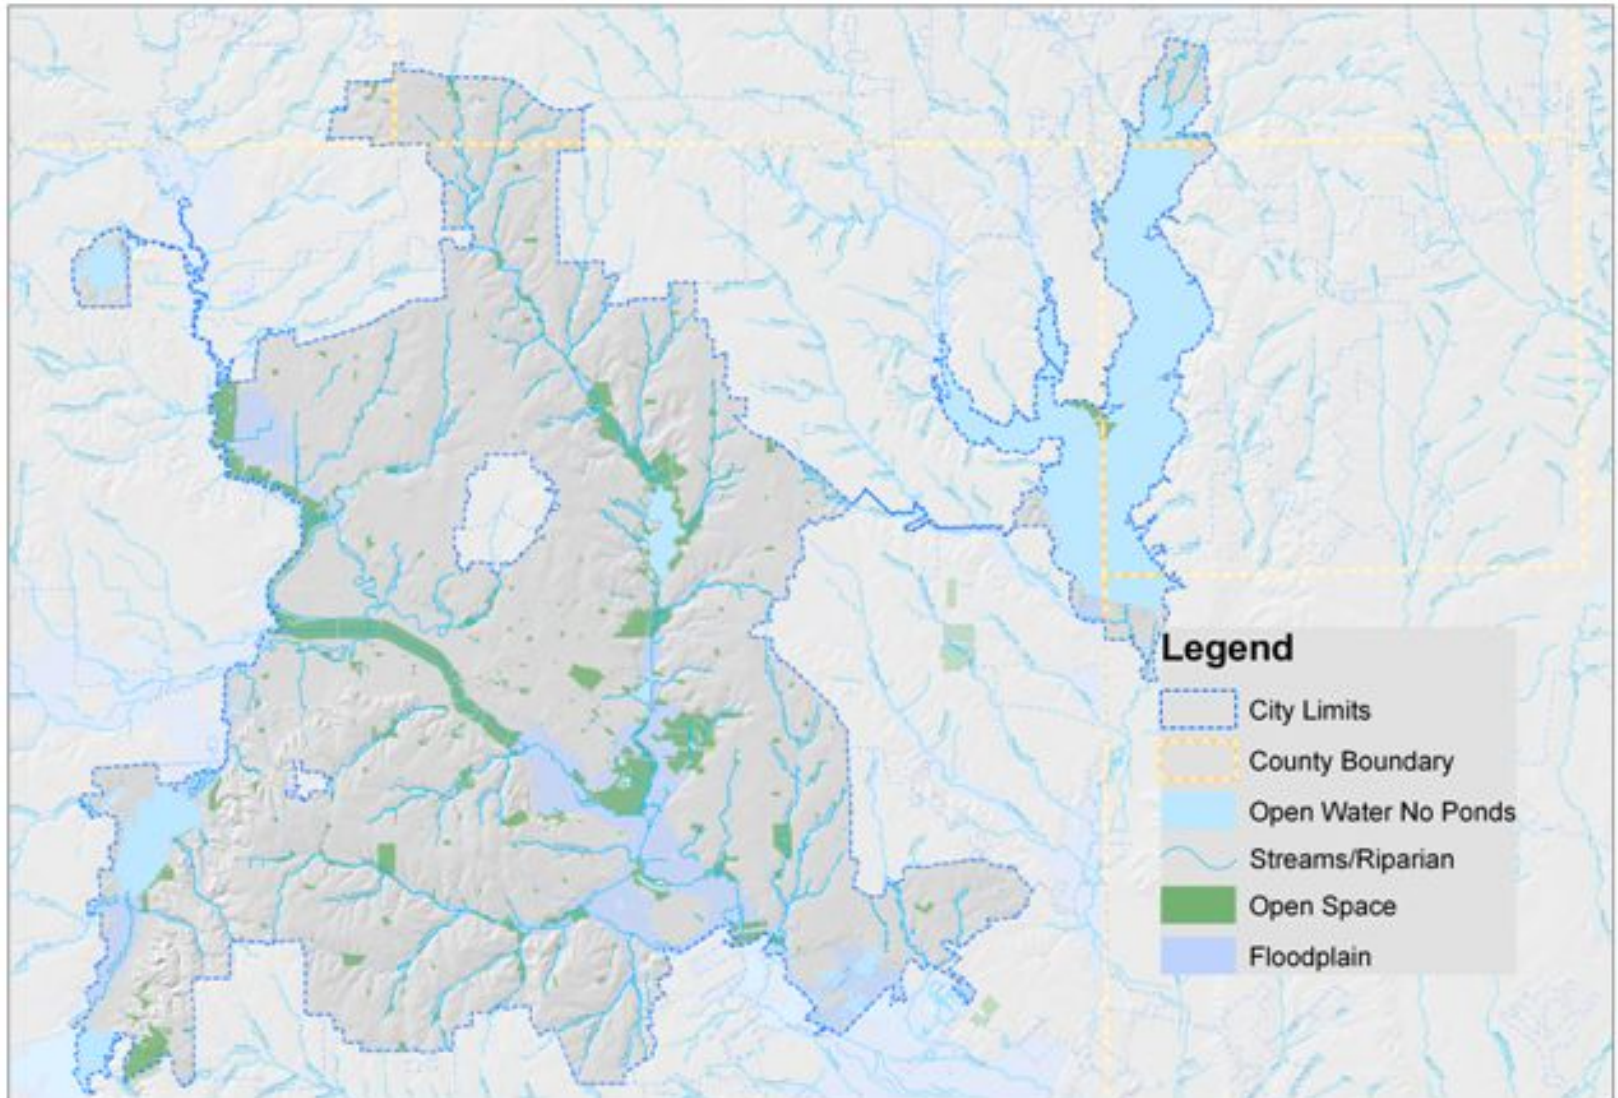 Legend
City Limits
County Boundary
Open Water No Ponds
Streams/Riparian
Open Space
Floodplain